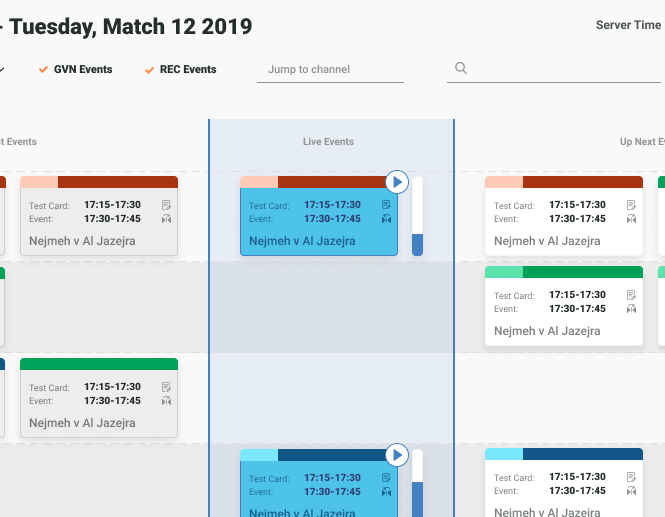 - Tuesday, Match 12 2019
Server Time
GVN Events
REC Events
Jump to channel
Events
Live Events
Up Next
Test Card: 17:15-17:30
Event: 17:30-17:45
Nejmeh v Al Jazejra
Test Card: 17:15-17:30
Event: 17:30-17:45
Nejmeh v Al Jazejra
Test Card: 17:15-17:30
Event: 17:30-17:45
Nejmeh v Al Jazejra
Test Card: 17:15-17:30
Event: 17:30-17:45
Nejmeh v Al Jazejra
Test Card: 17:15-17:30
Event: 17:30-17:45
Nejmeh v Al Jazejra
Test Card: 17:15-17:30
Event: 17:30-17:45
Nejmeh v Al Jazejra
Test Card: 17:15-17:30
Event: 17:30-17:45
Nejmeh v Al Jazejra